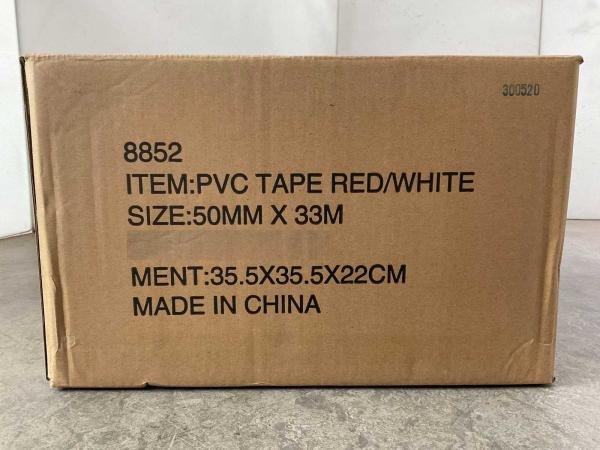 300520
8852
ITEM:PVC TAPE RED/WHITE
SIZE:50MM X 33M
MENT:35.5X35.5X22CM
MADE IN CHINA